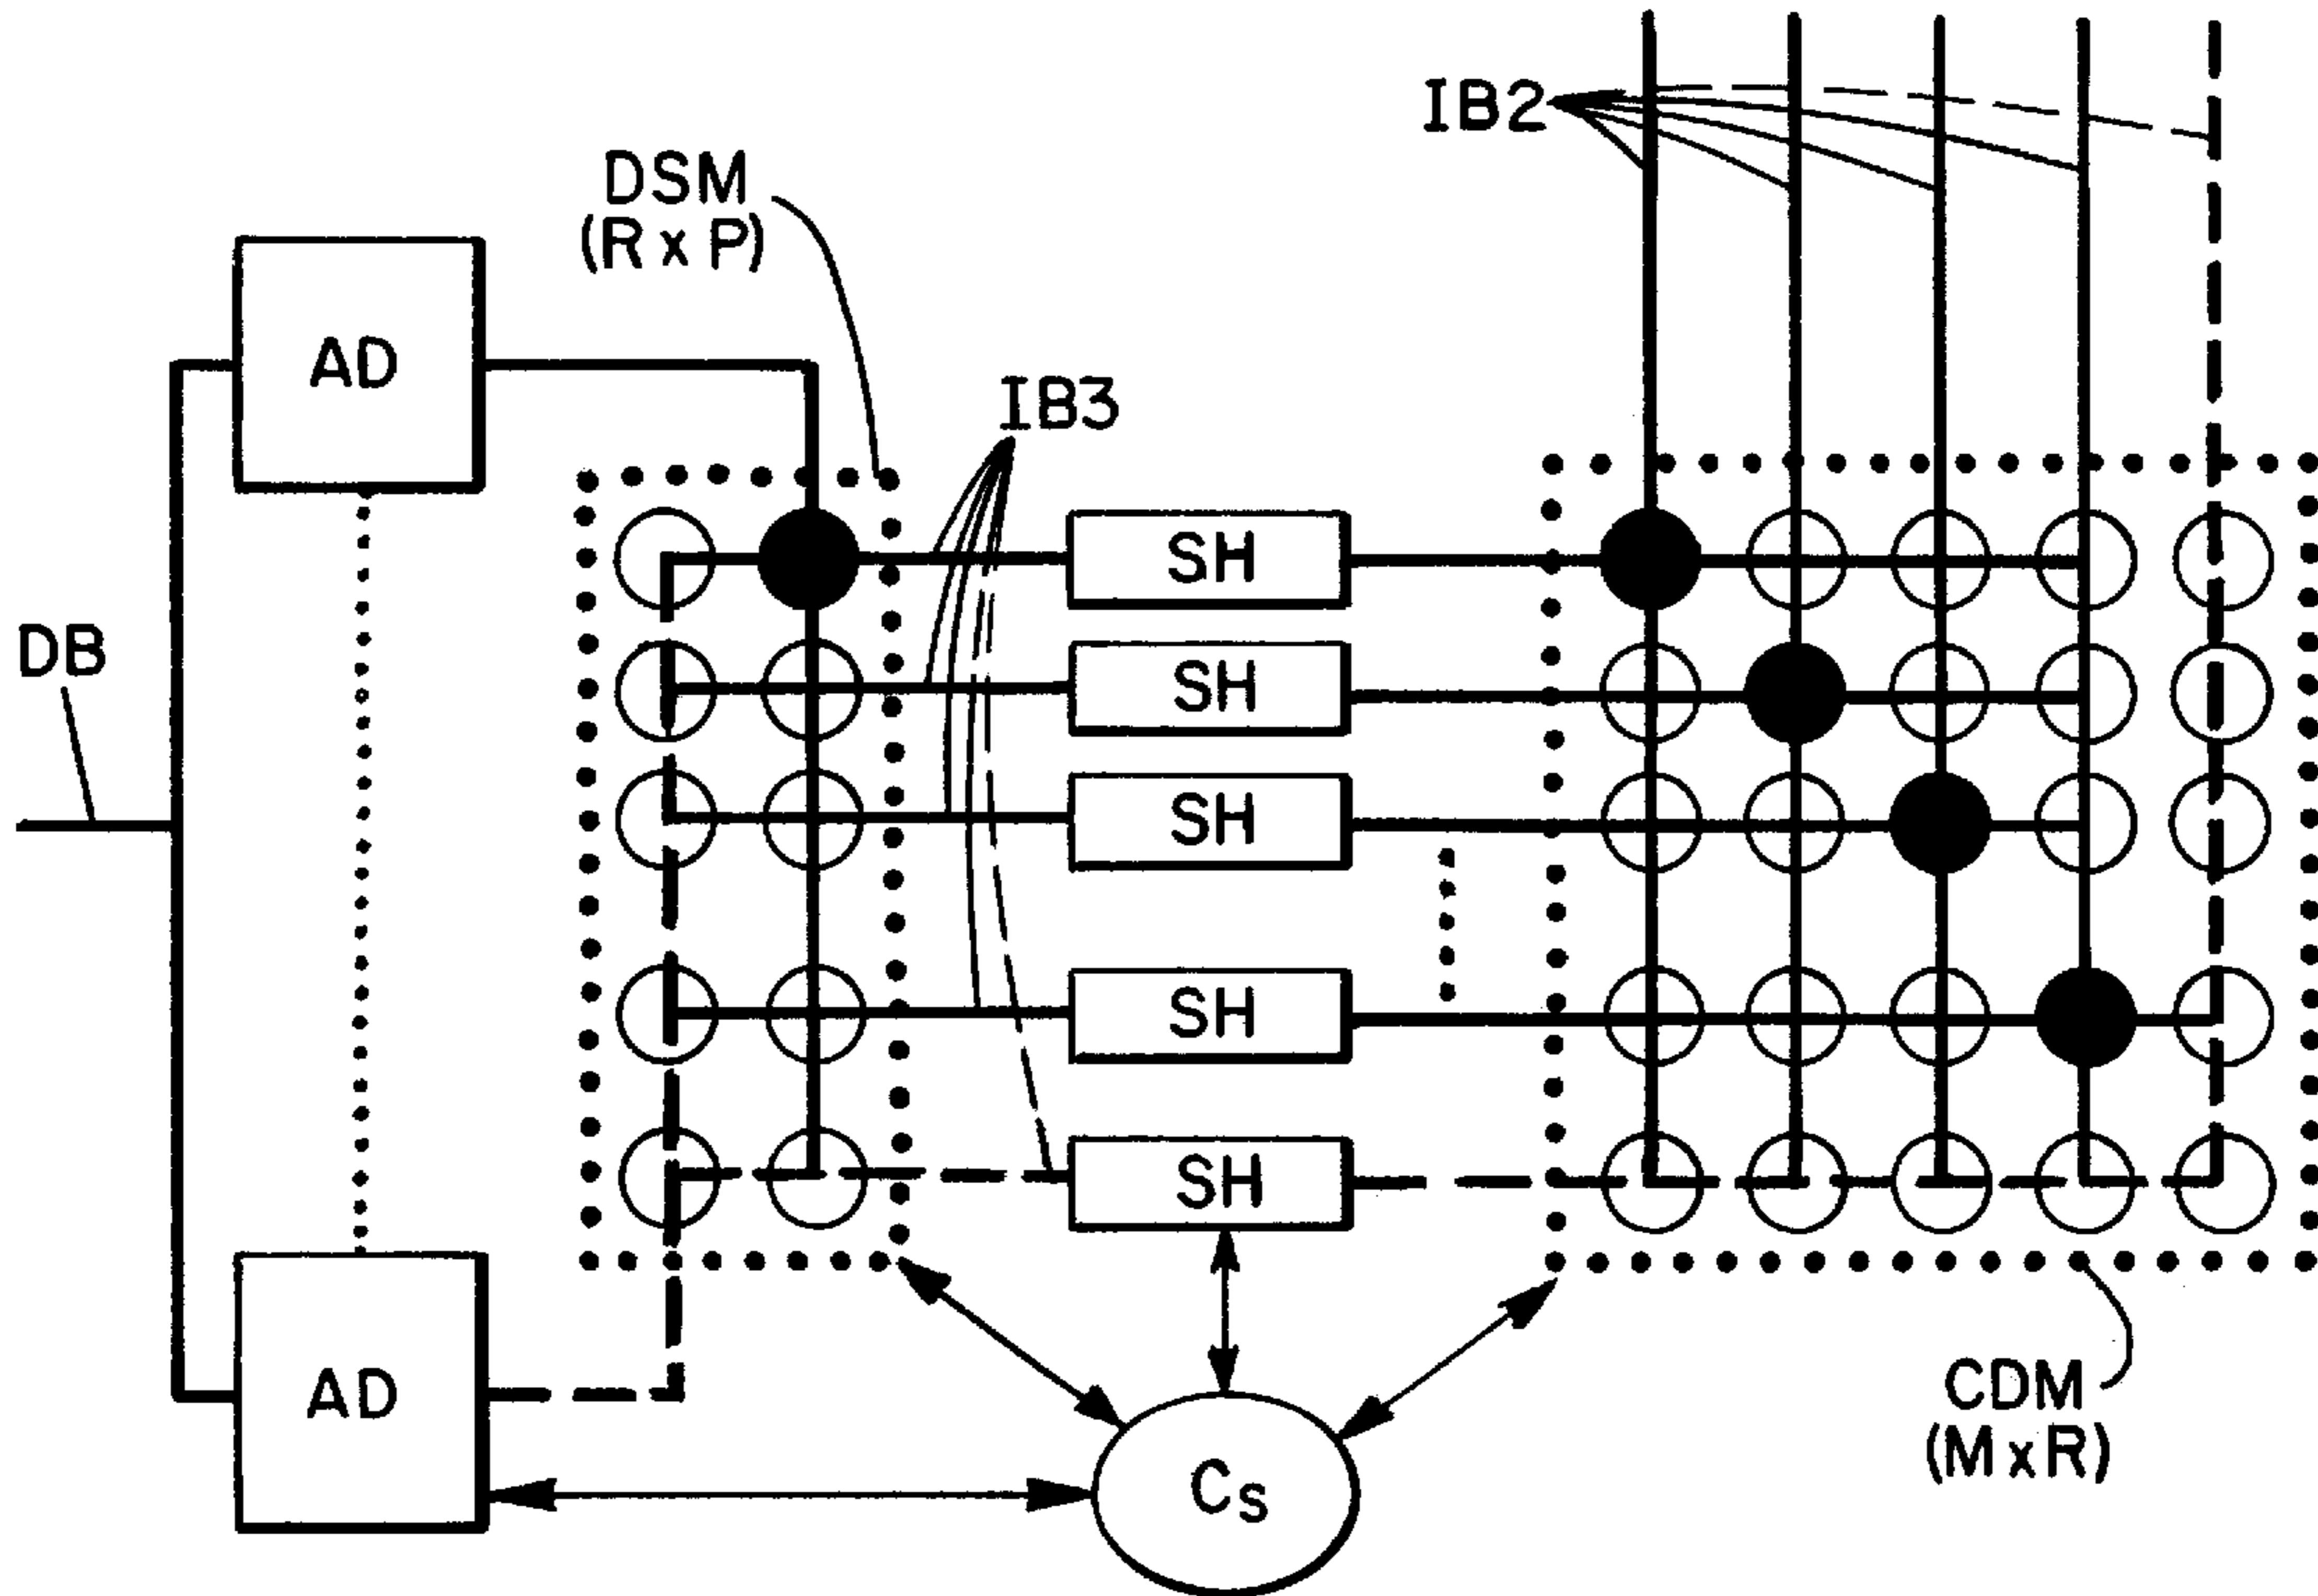 IB2
DSM
(R x P)
AD
IB3
SH
DB
SH
SH
SH
SH
AD
CDM
(M x R)
Cs